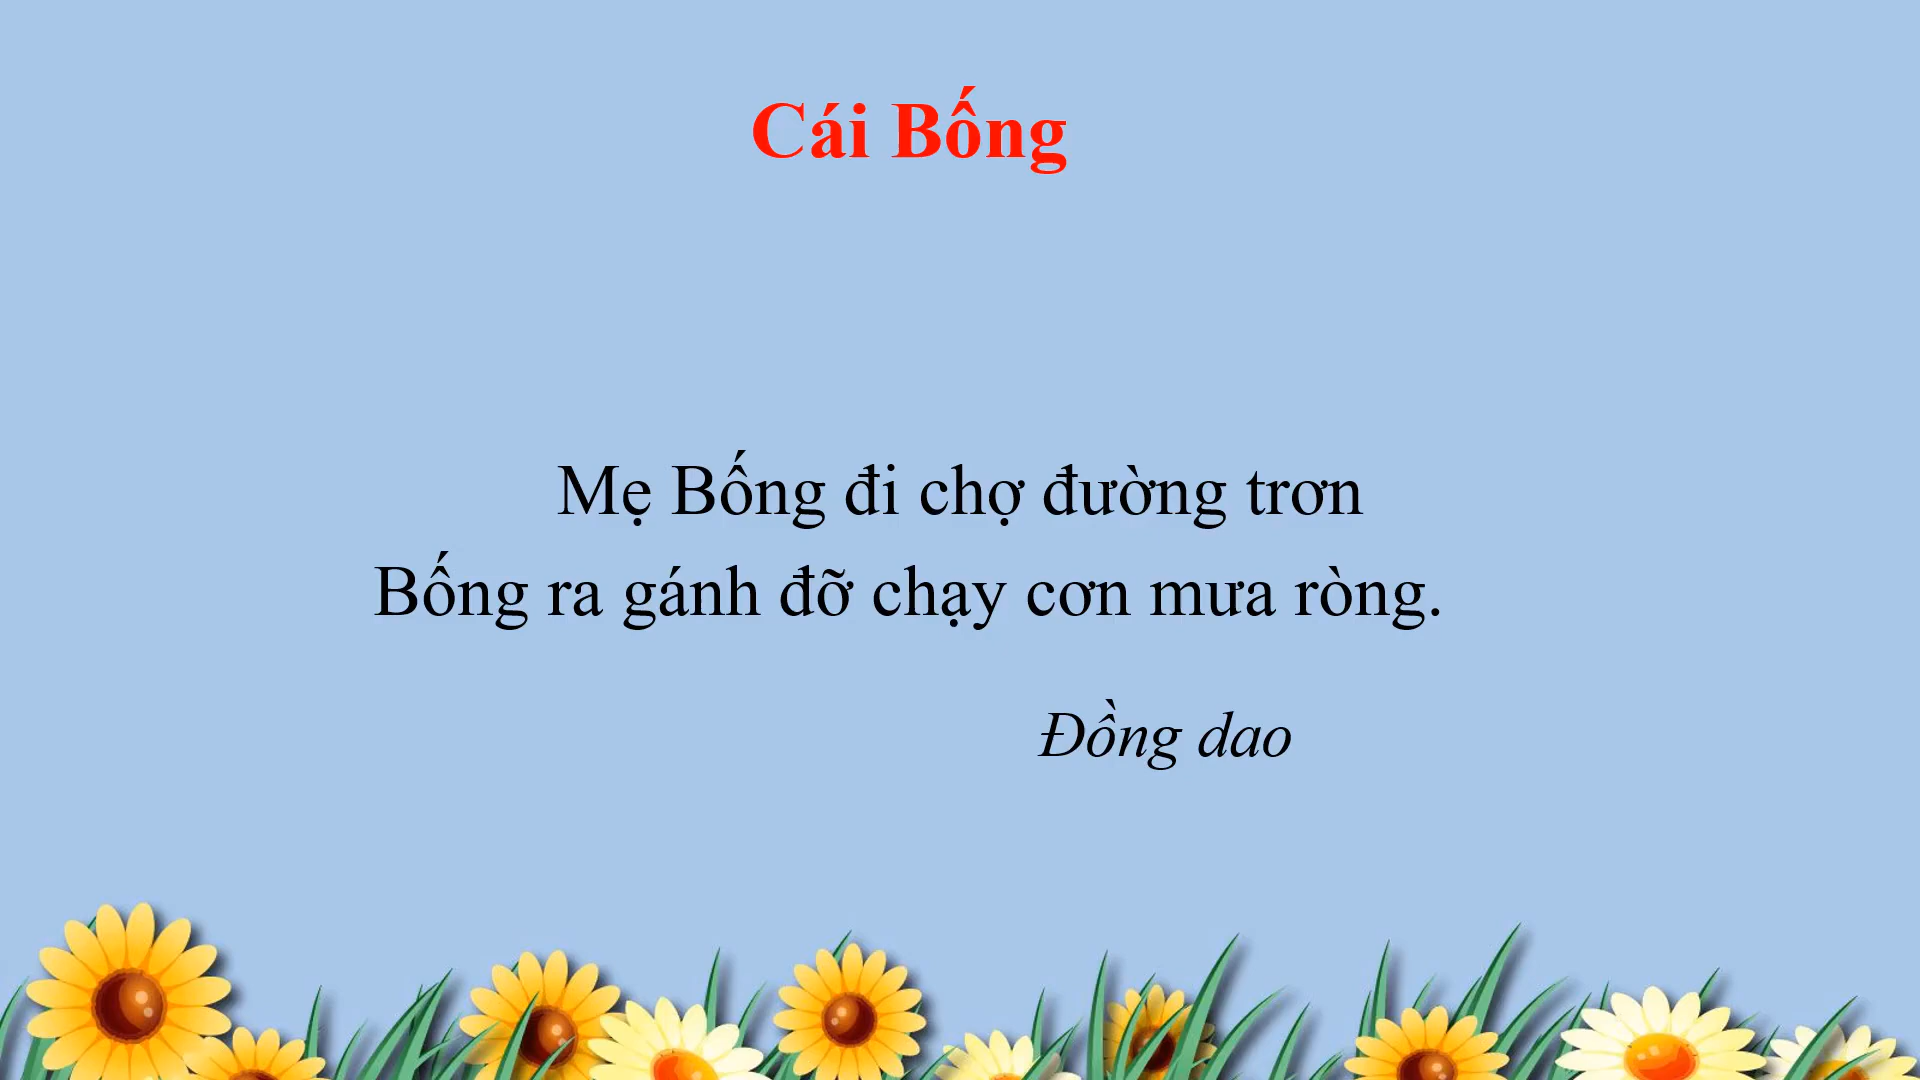 Cái Bống
Mẹ Bống đi chợ đường trơn
Bống ra gánh đỡ chạy cơn mưa ròng.
Đồng dao